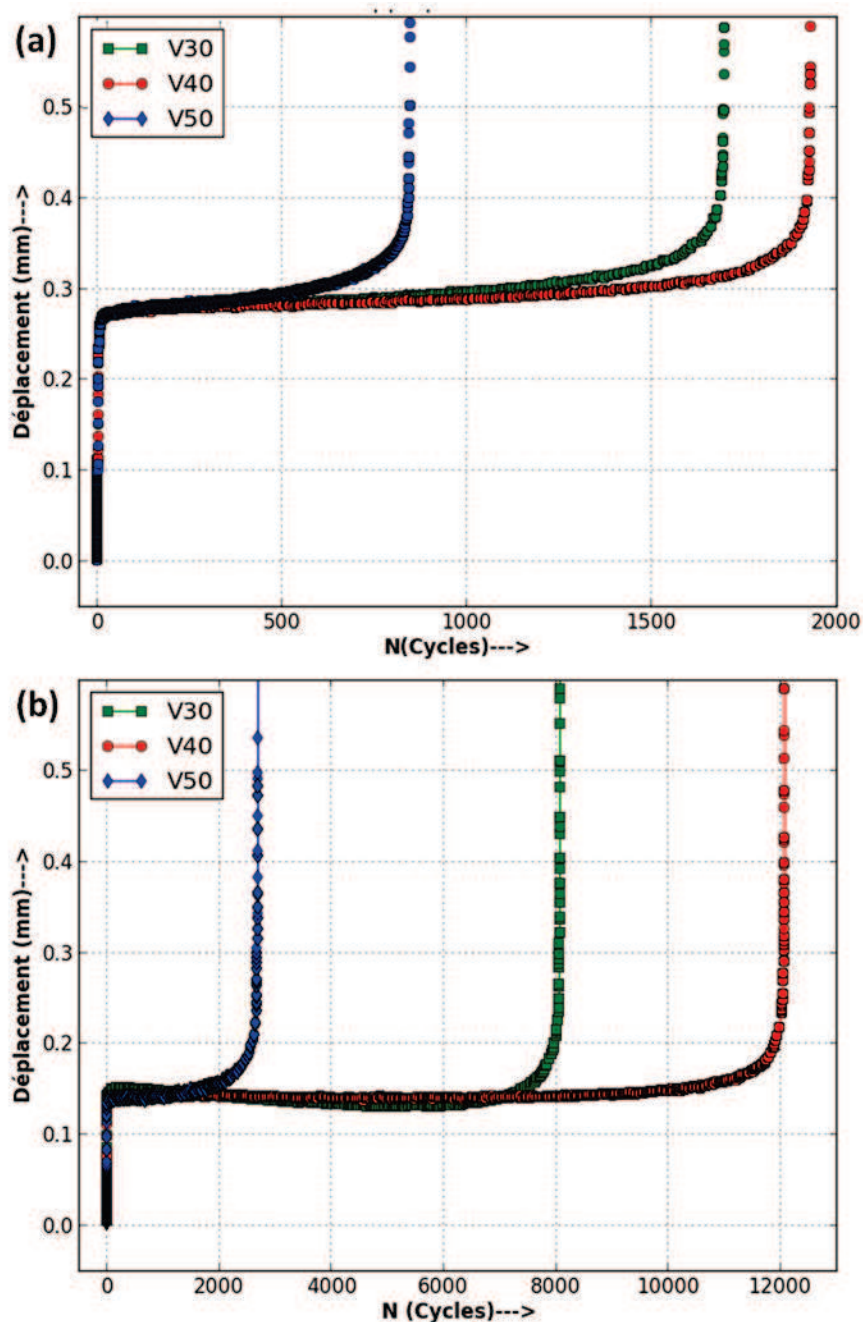 (a)
V30
V40
V50
0.5
0.4
0.3
0.2
0.1
0.0
Déplacement (mm)--->
0 500 1000 1500 2000
N(Cycles)--->
(b)
V30
V40
V50
0.5
0.4
0.3
0.2
0.1
0.0
Déplacement (mm)--->
0 2000 4000 6000 8000 10000 12000
N (Cycles)--->